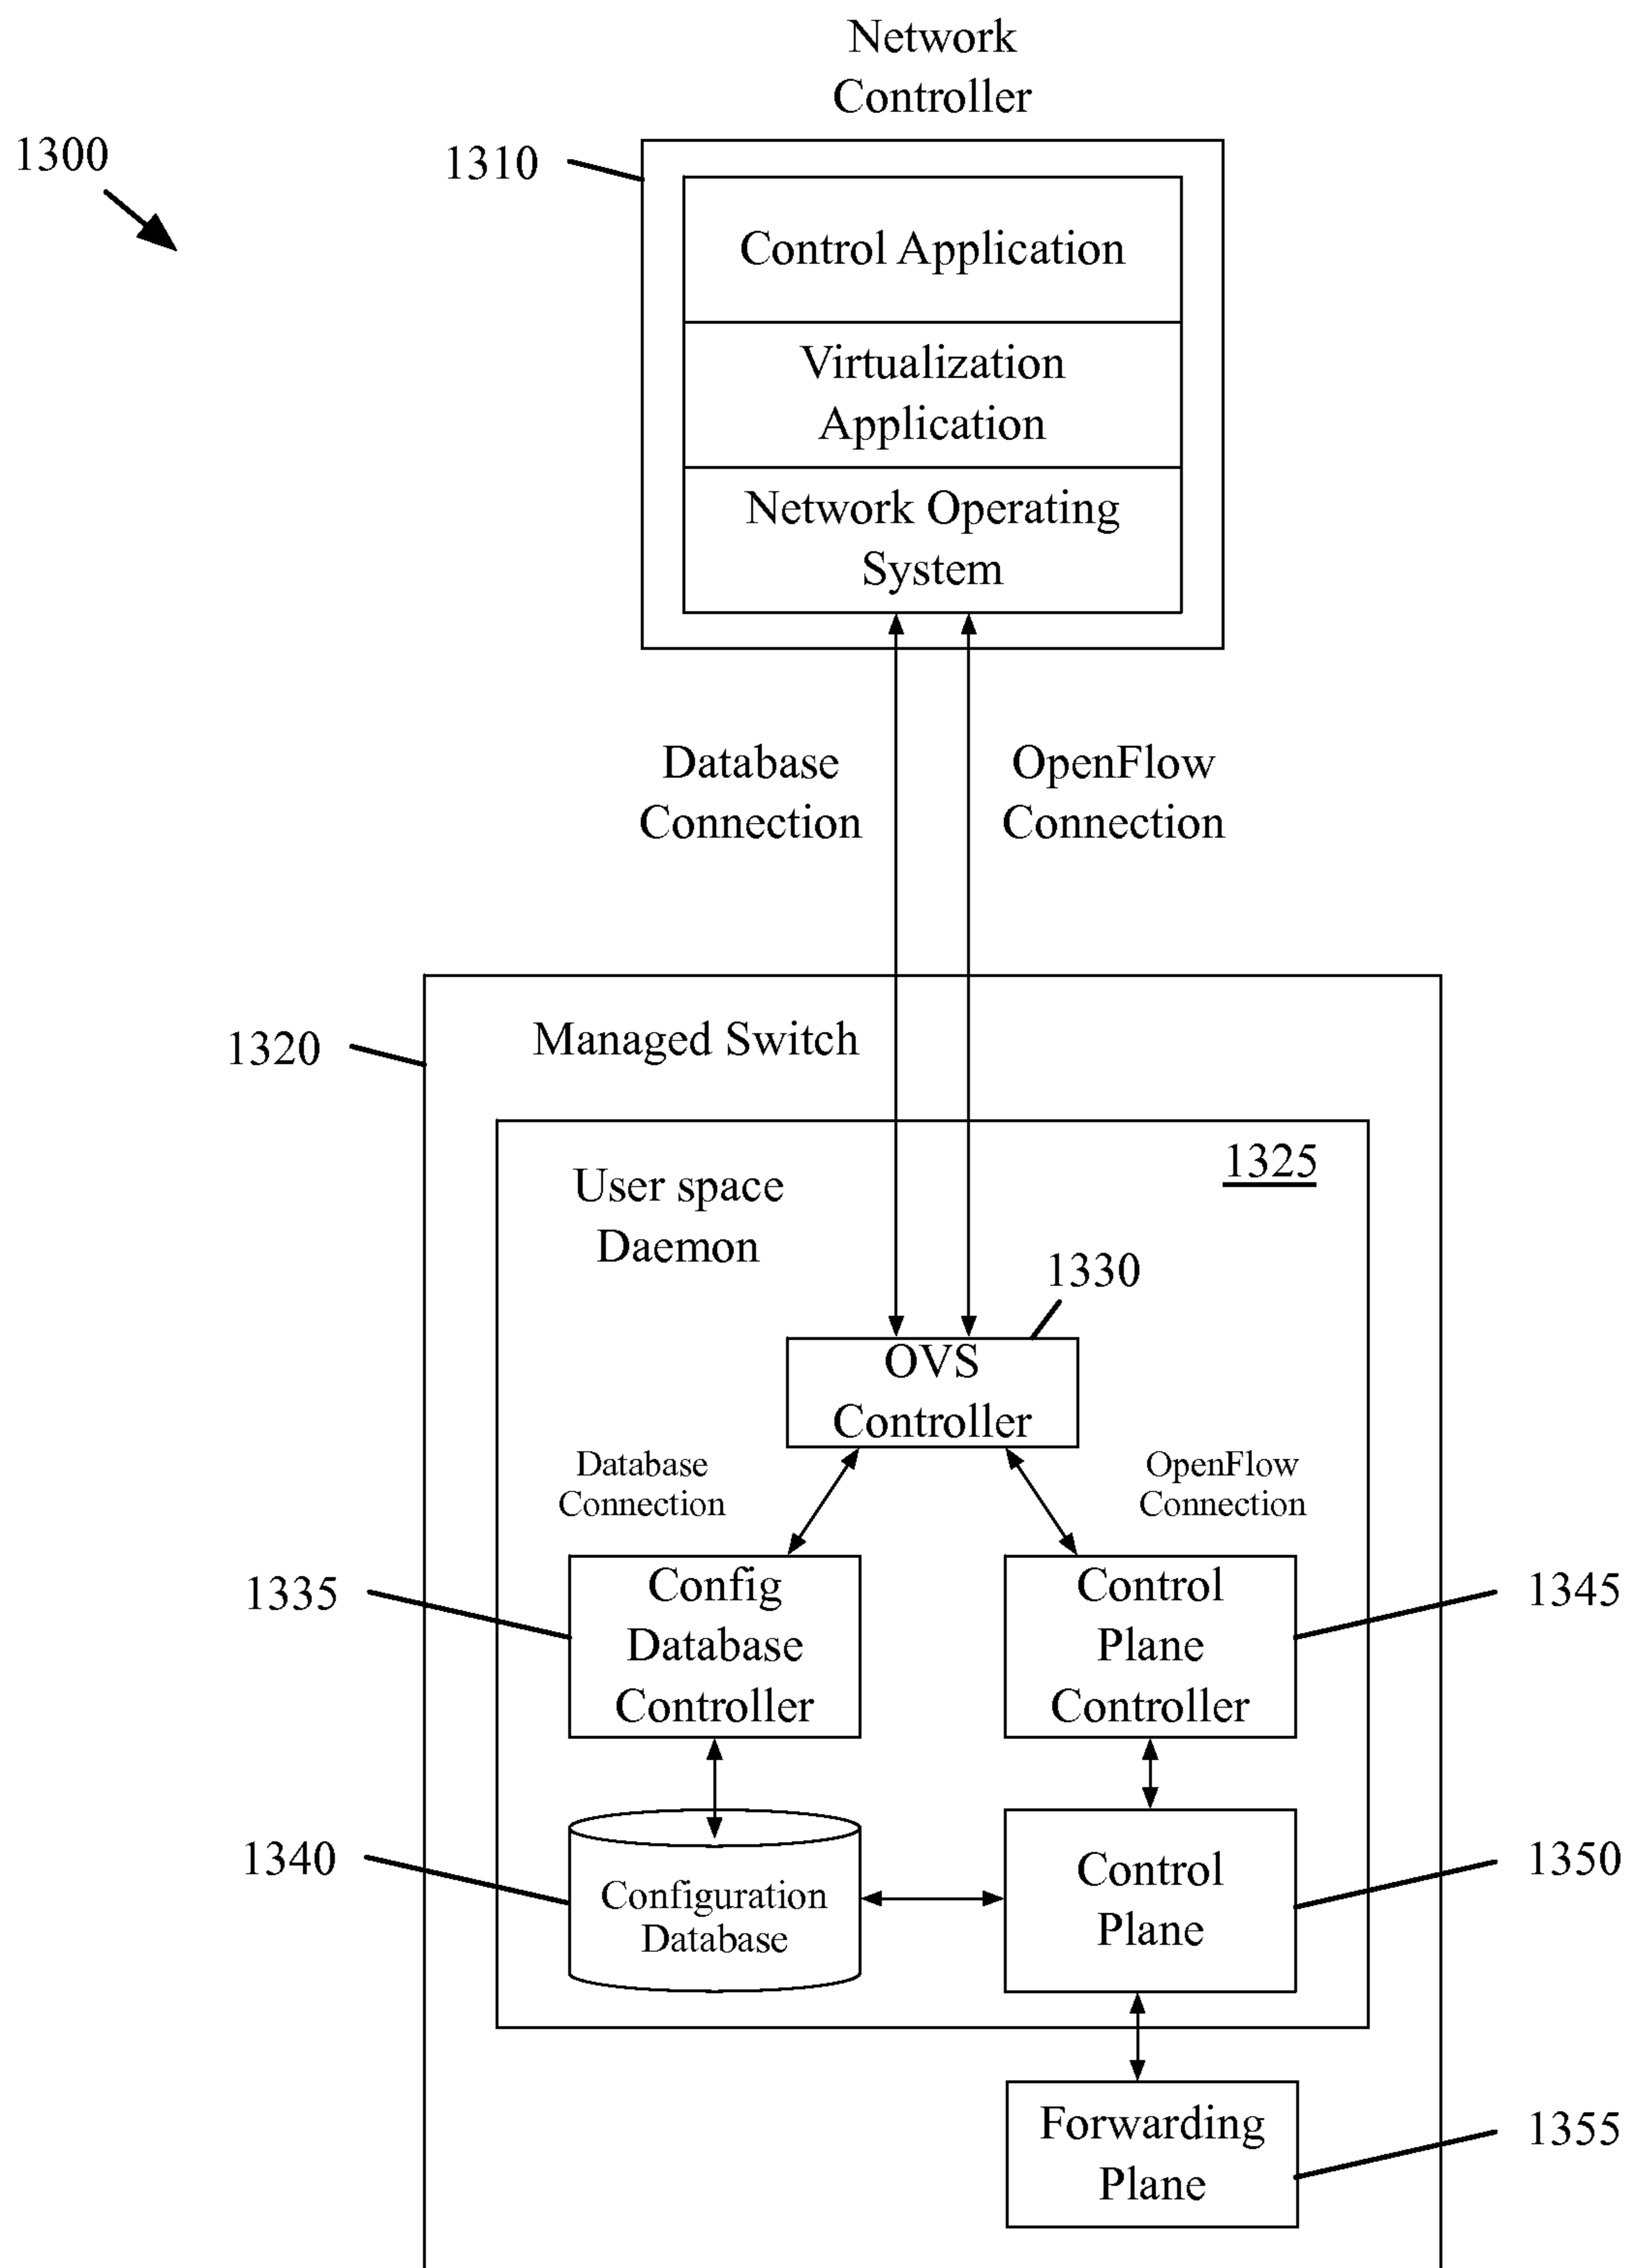 Network
Controller
1300
1310
Control Application
Virtualization
Application
Network Operating
System
Database
Connection
OpenFlow
Connection
1320
Managed Switch
1325
User space
Daemon
1330
OVS
Controller
Database
Connection
OpenFlow
Connection
1335
Config
Database
Controller
Control
Plane
Controller
1345
1340
Configuration
Database
Control
Plane
1350
Forwarding
Plane
1355